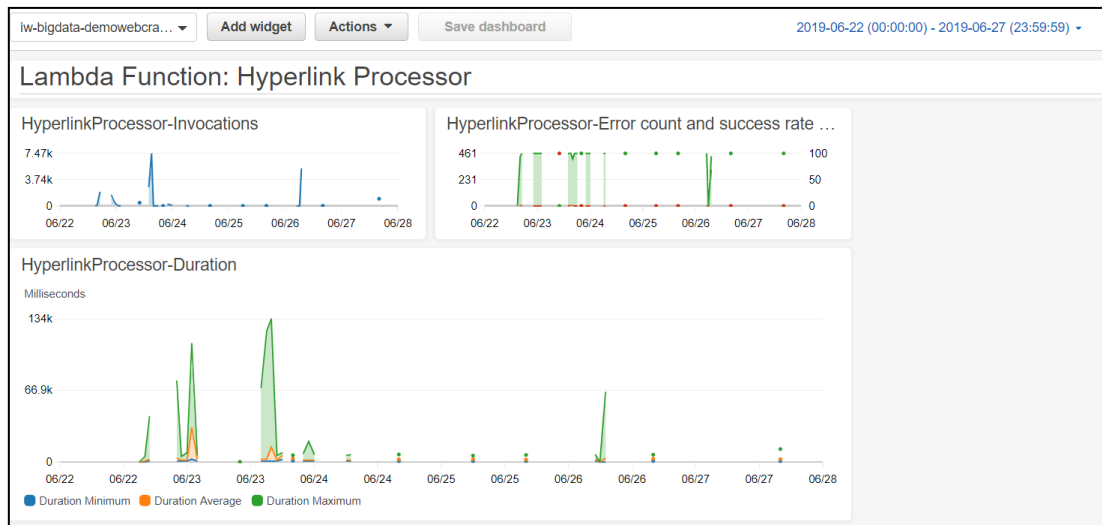 iw-bigdata-demowebcra... Add widget Actions Save dashboard 2019-06-22 (00:00:00) - 2019-06-27 (23:59:59)
Lambda Function: Hyperlink Processor
HyperlinkProcessor-Invocations
7.47k
3.74k
0
06/22 06/23 06/24 06/25 06/26 06/27 06/28
HyperlinkProcessor-Error count and success rate ...
461 100
231 50
0 0
06/22 06/23 06/24 06/25 06/26 06/27 06/28
HyperlinkProcessor-Duration
Milliseconds
134k
66.9k
0
06/22 06/22 06/23 06/23 06/24 06/24 06/25 06/25 06/26 06/26 06/27 06/27 06/28
Duration Minimum Duration Average Duration Maximum